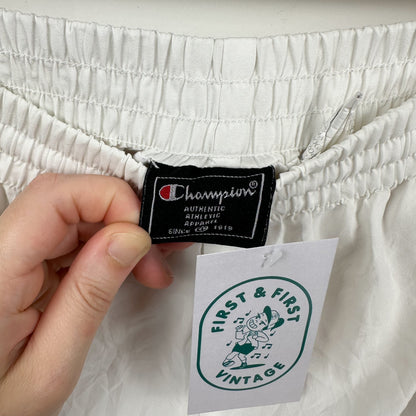 Champion®
AUTHENTIC
ATHLETIC
APPAREL
SINCE 1919
FIRST & FIRST
VINTAGE